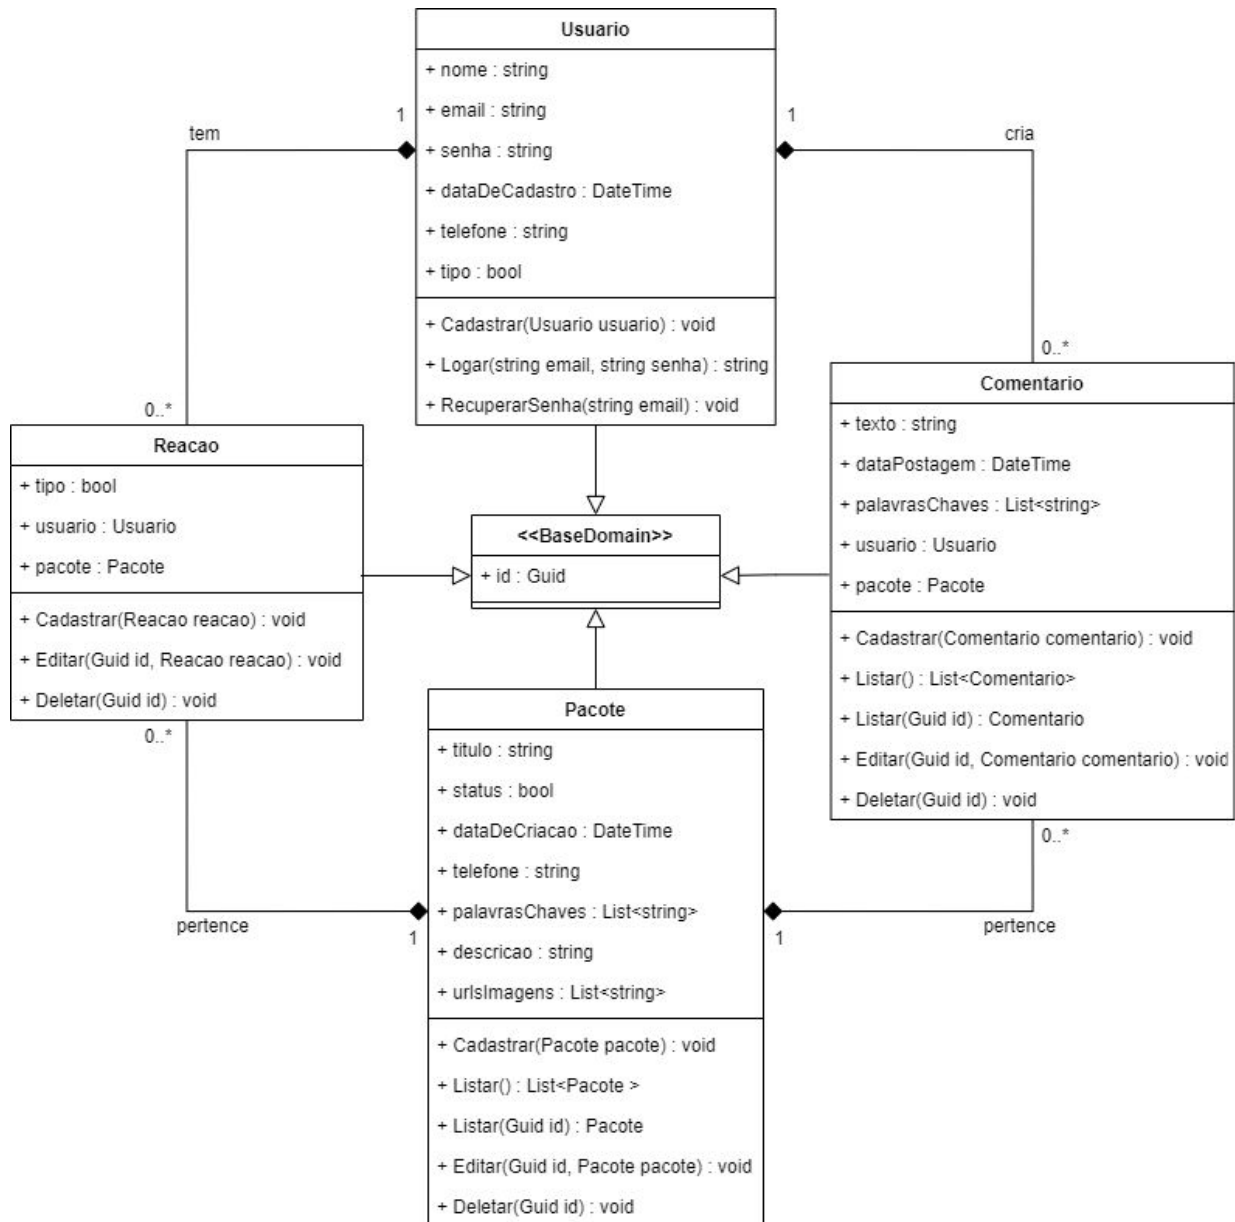 Usuario
+ nome : string
+ email : string
+ senha : string
+ dataDeCadastro : DateTime
+ telefone : string
+ tipo : bool
+ Cadastrar(Usuario usuario) : void
+ Logar(string email, string senha) : string
+ RecuperarSenha(string email) : void
1
tem
0..*
1
cria
0..*
Reacao
+ tipo : bool
+ usuario : Usuario
+ pacote : Pacote
+ Cadastrar(Reacao reacao) : void
+ Editar(Guid id, Reacao reacao) : void
+ Deletar(Guid id) : void
0..*
pertence
1
<<BaseDomain>>
+ id : Guid
Comentario
+ texto : string
+ dataPostagem : DateTime
+ palavrasChaves : List<string>
+ usuario : Usuario
+ pacote : Pacote
+ Cadastrar(Comentario comentario) : void
+ Listar() : List<Comentario>
+ Listar(Guid id) : Comentario
+ Editar(Guid id, Comentario comentario) : void
+ Deletar(Guid id) : void
0..*
pertence
1
Pacote
+ titulo : string
+ status : bool
+ dataDeCriacao : DateTime
+ telefone : string
+ palavrasChaves : List<string>
+ descricao : string
+ urlsImagens : List<string>
+ Cadastrar(Pacote pacote) : void
+ Listar() : List<Pacote >
+ Listar(Guid id) : Pacote
+ Editar(Guid id, Pacote pacote) : void
+ Deletar(Guid id) : void